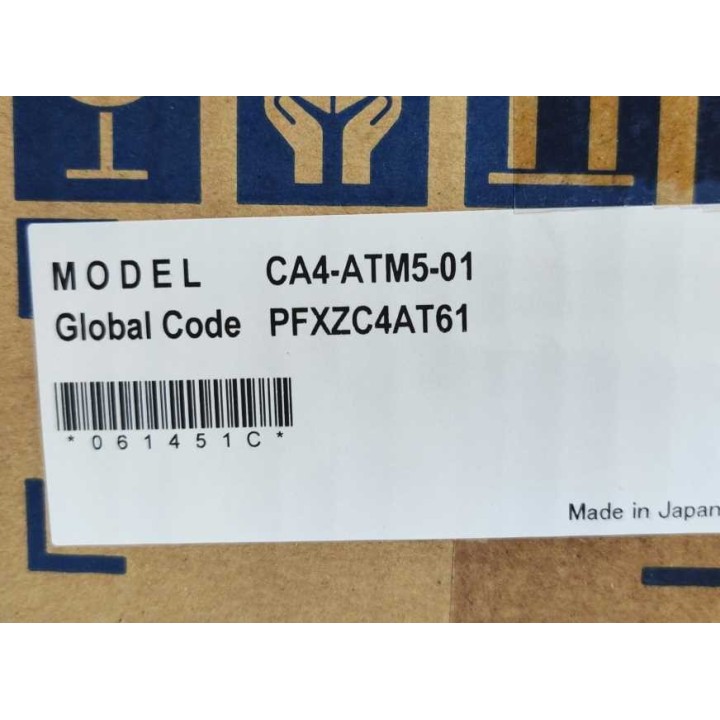 MODEL CA4-ATM5-01
Global Code PFXZC4AT61
*061451C*
Made in Japan